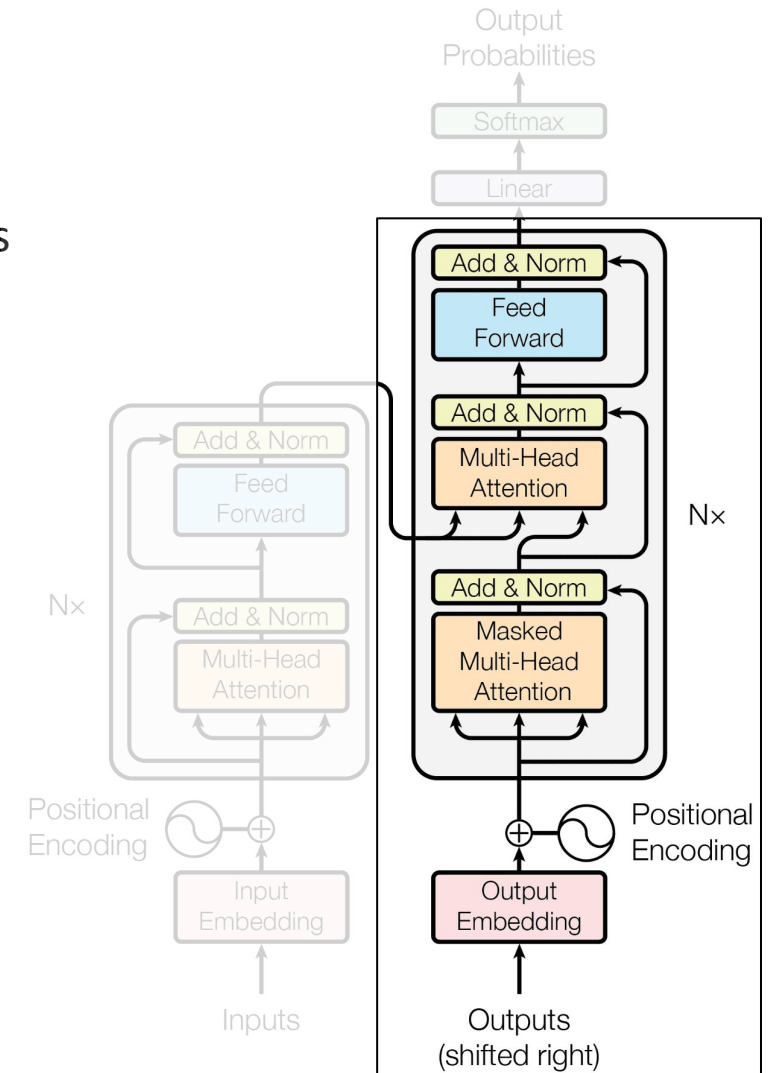 Output
Probabilities
Softmax
Linear
s
Add & Norm
Feed
Forward
Add & Norm
Multi-Head
Attention
N×
Add & Norm
Masked
Multi-Head
Attention
Positional
Encoding
Output
Embedding
Outputs
(shifted right)
Add & Norm
Feed
Forward
N×
Add & Norm
Multi-Head
Attention
Positional
Encoding
Input
Embedding
Inputs